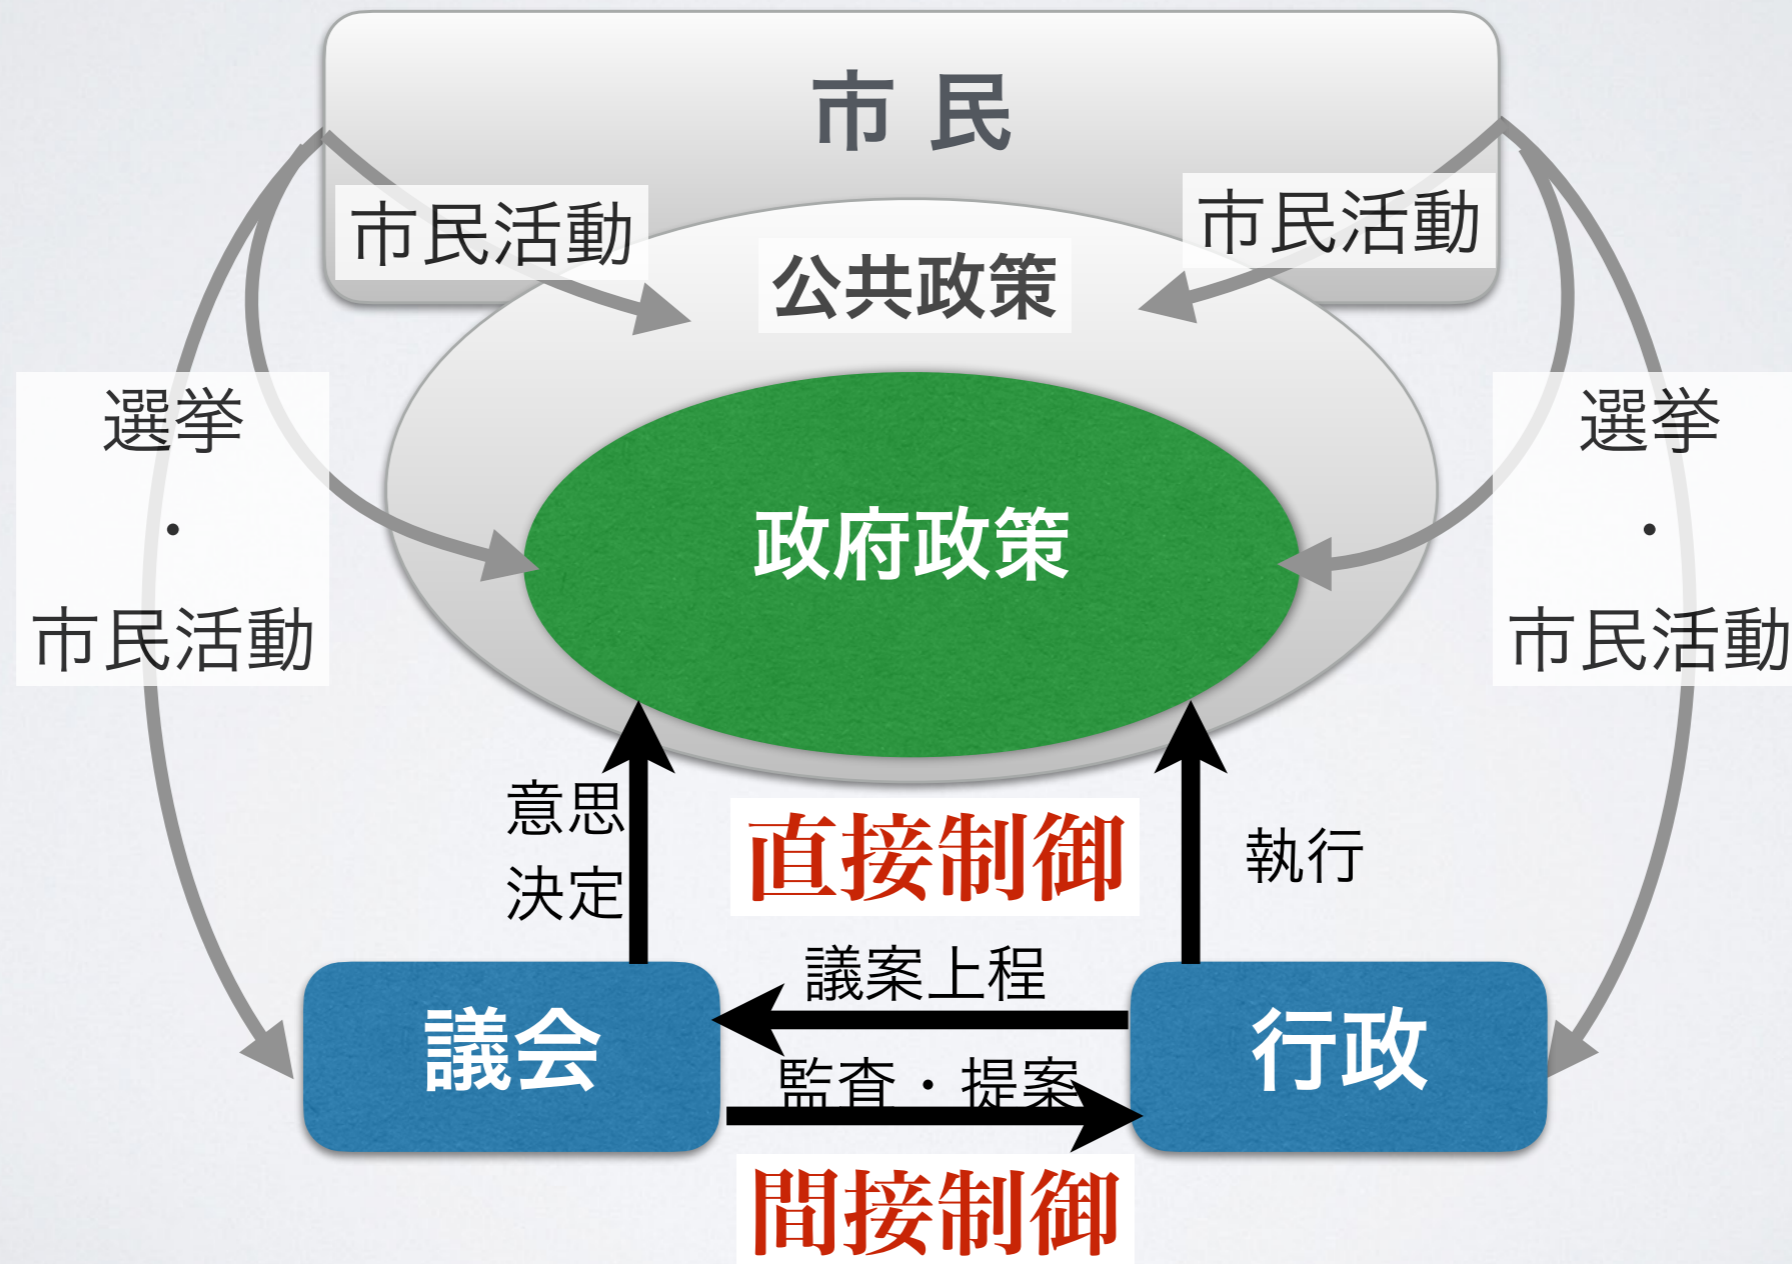 市 民
市民活動
市民活動
公共政策
選挙
・
市民活動
選挙
・
市民活動
政府政策
意思
決定
直接制御
執行
議案上程
議会
行政
監査・提案
間接制御